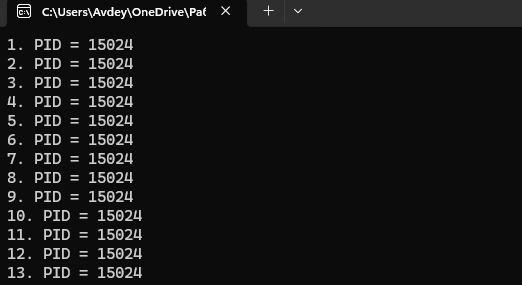 C:\Users\Avdey\OneDrive\Раб
1. PID = 15024
2. PID = 15024
3. PID = 15024
4. PID = 15024
5. PID = 15024
6. PID = 15024
7. PID = 15024
8. PID = 15024
9. PID = 15024
10. PID = 15024
11. PID = 15024
12. PID = 15024
13. PID = 15024